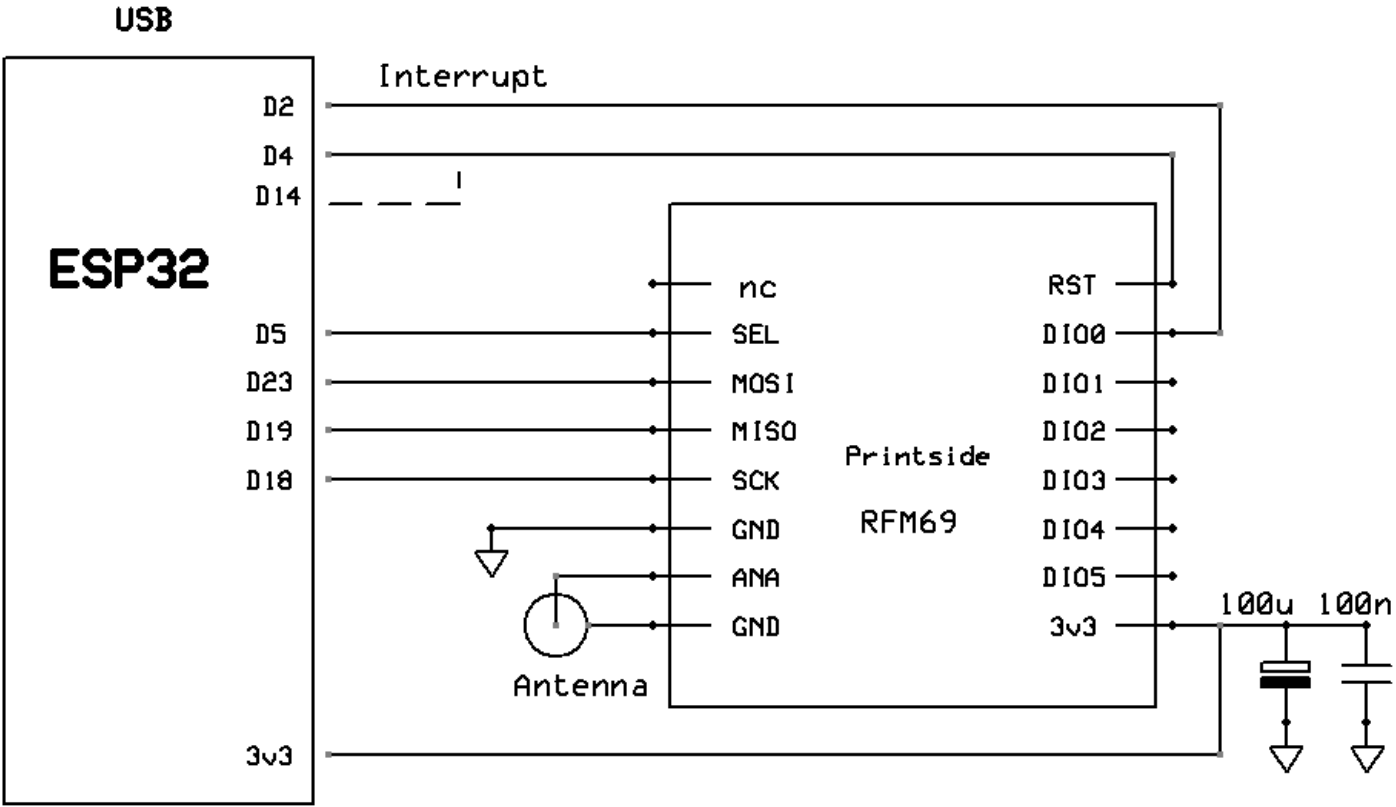 USB
Interrupt
D2
D4
D14
ESP32
nc
RST
D5
SEL
DIO0
D23
MOSI
DIO1
D19
MISO
DIO2
Printside
D18
SCK
DIO3
RFM69
GND
DIO4
ANA
DIO5
100u 100n
GND
3v3
Antenna
3v3